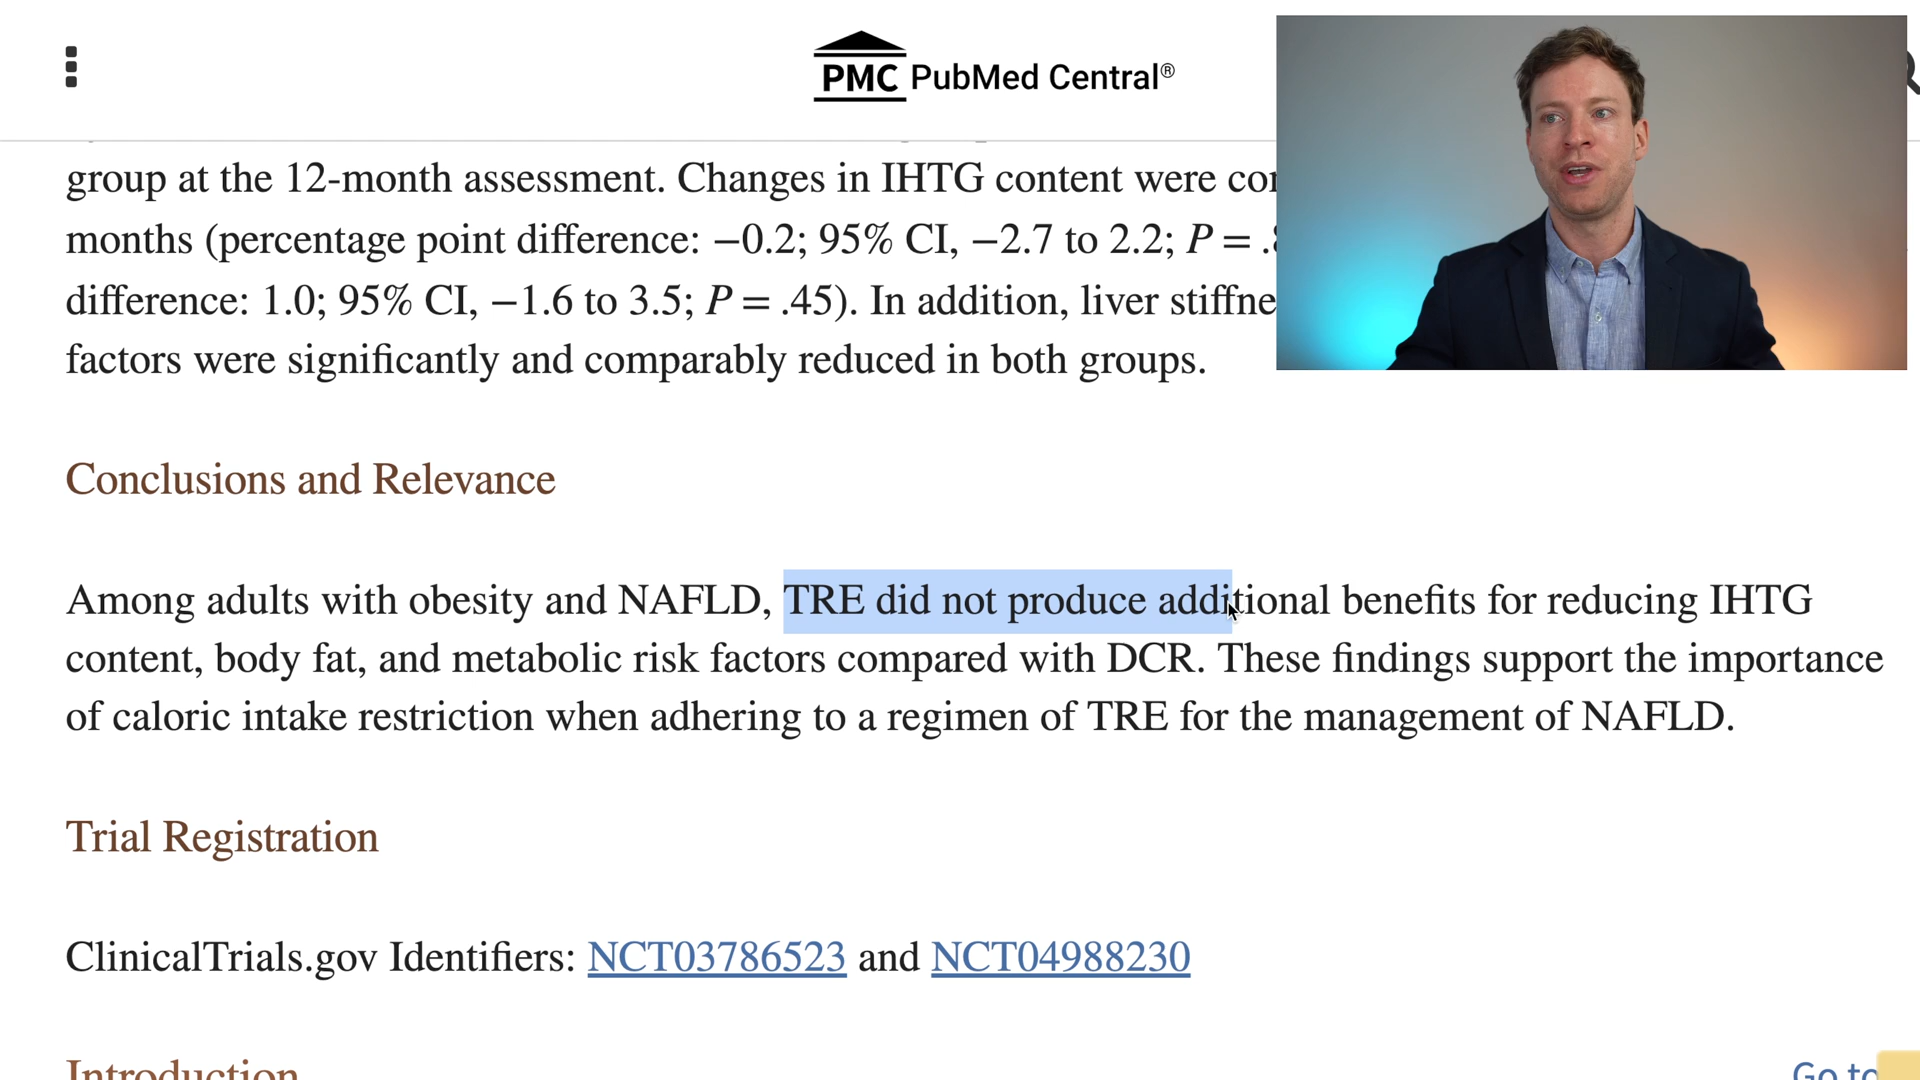 PMC PubMed Central®
group at the 12-month assessment. Changes in IHTG content were
months (percentage point difference: −0.2; 95% CI, −2.7 to 2.2; P =
difference: 1.0; 95% CI, −1.6 to 3.5; P = .45). In addition, liver
factors were significantly and comparably reduced in both groups.
Conclusions and Relevance
Among adults with obesity and NAFLD, TRE did not produce additional benefits for reducing IHTG
content, body fat, and metabolic risk factors compared with DCR. These findings support the importance
of caloric intake restriction when adhering to a regimen of TRE for the management of NAFLD.
Trial Registration
ClinicalTrials.gov Identifiers: NCT03786523 and NCT04988230
Introduction
Go to